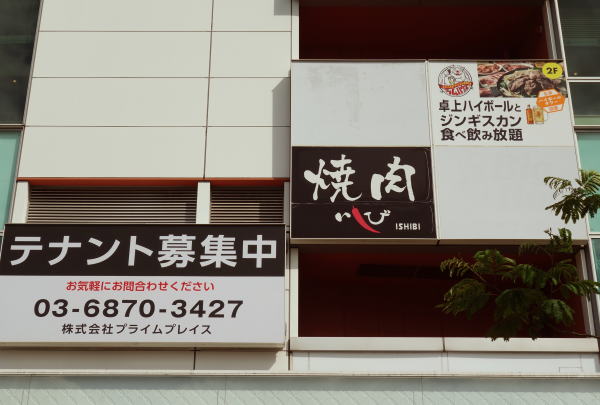 2F
卓上ハイボールと
ジンギスカン
食べ飲み放題
焼肉
いしび
ISHIBI
テナント募集中
お気軽にお問合わせください
03-6870-3427
株式会社プライムプレイス